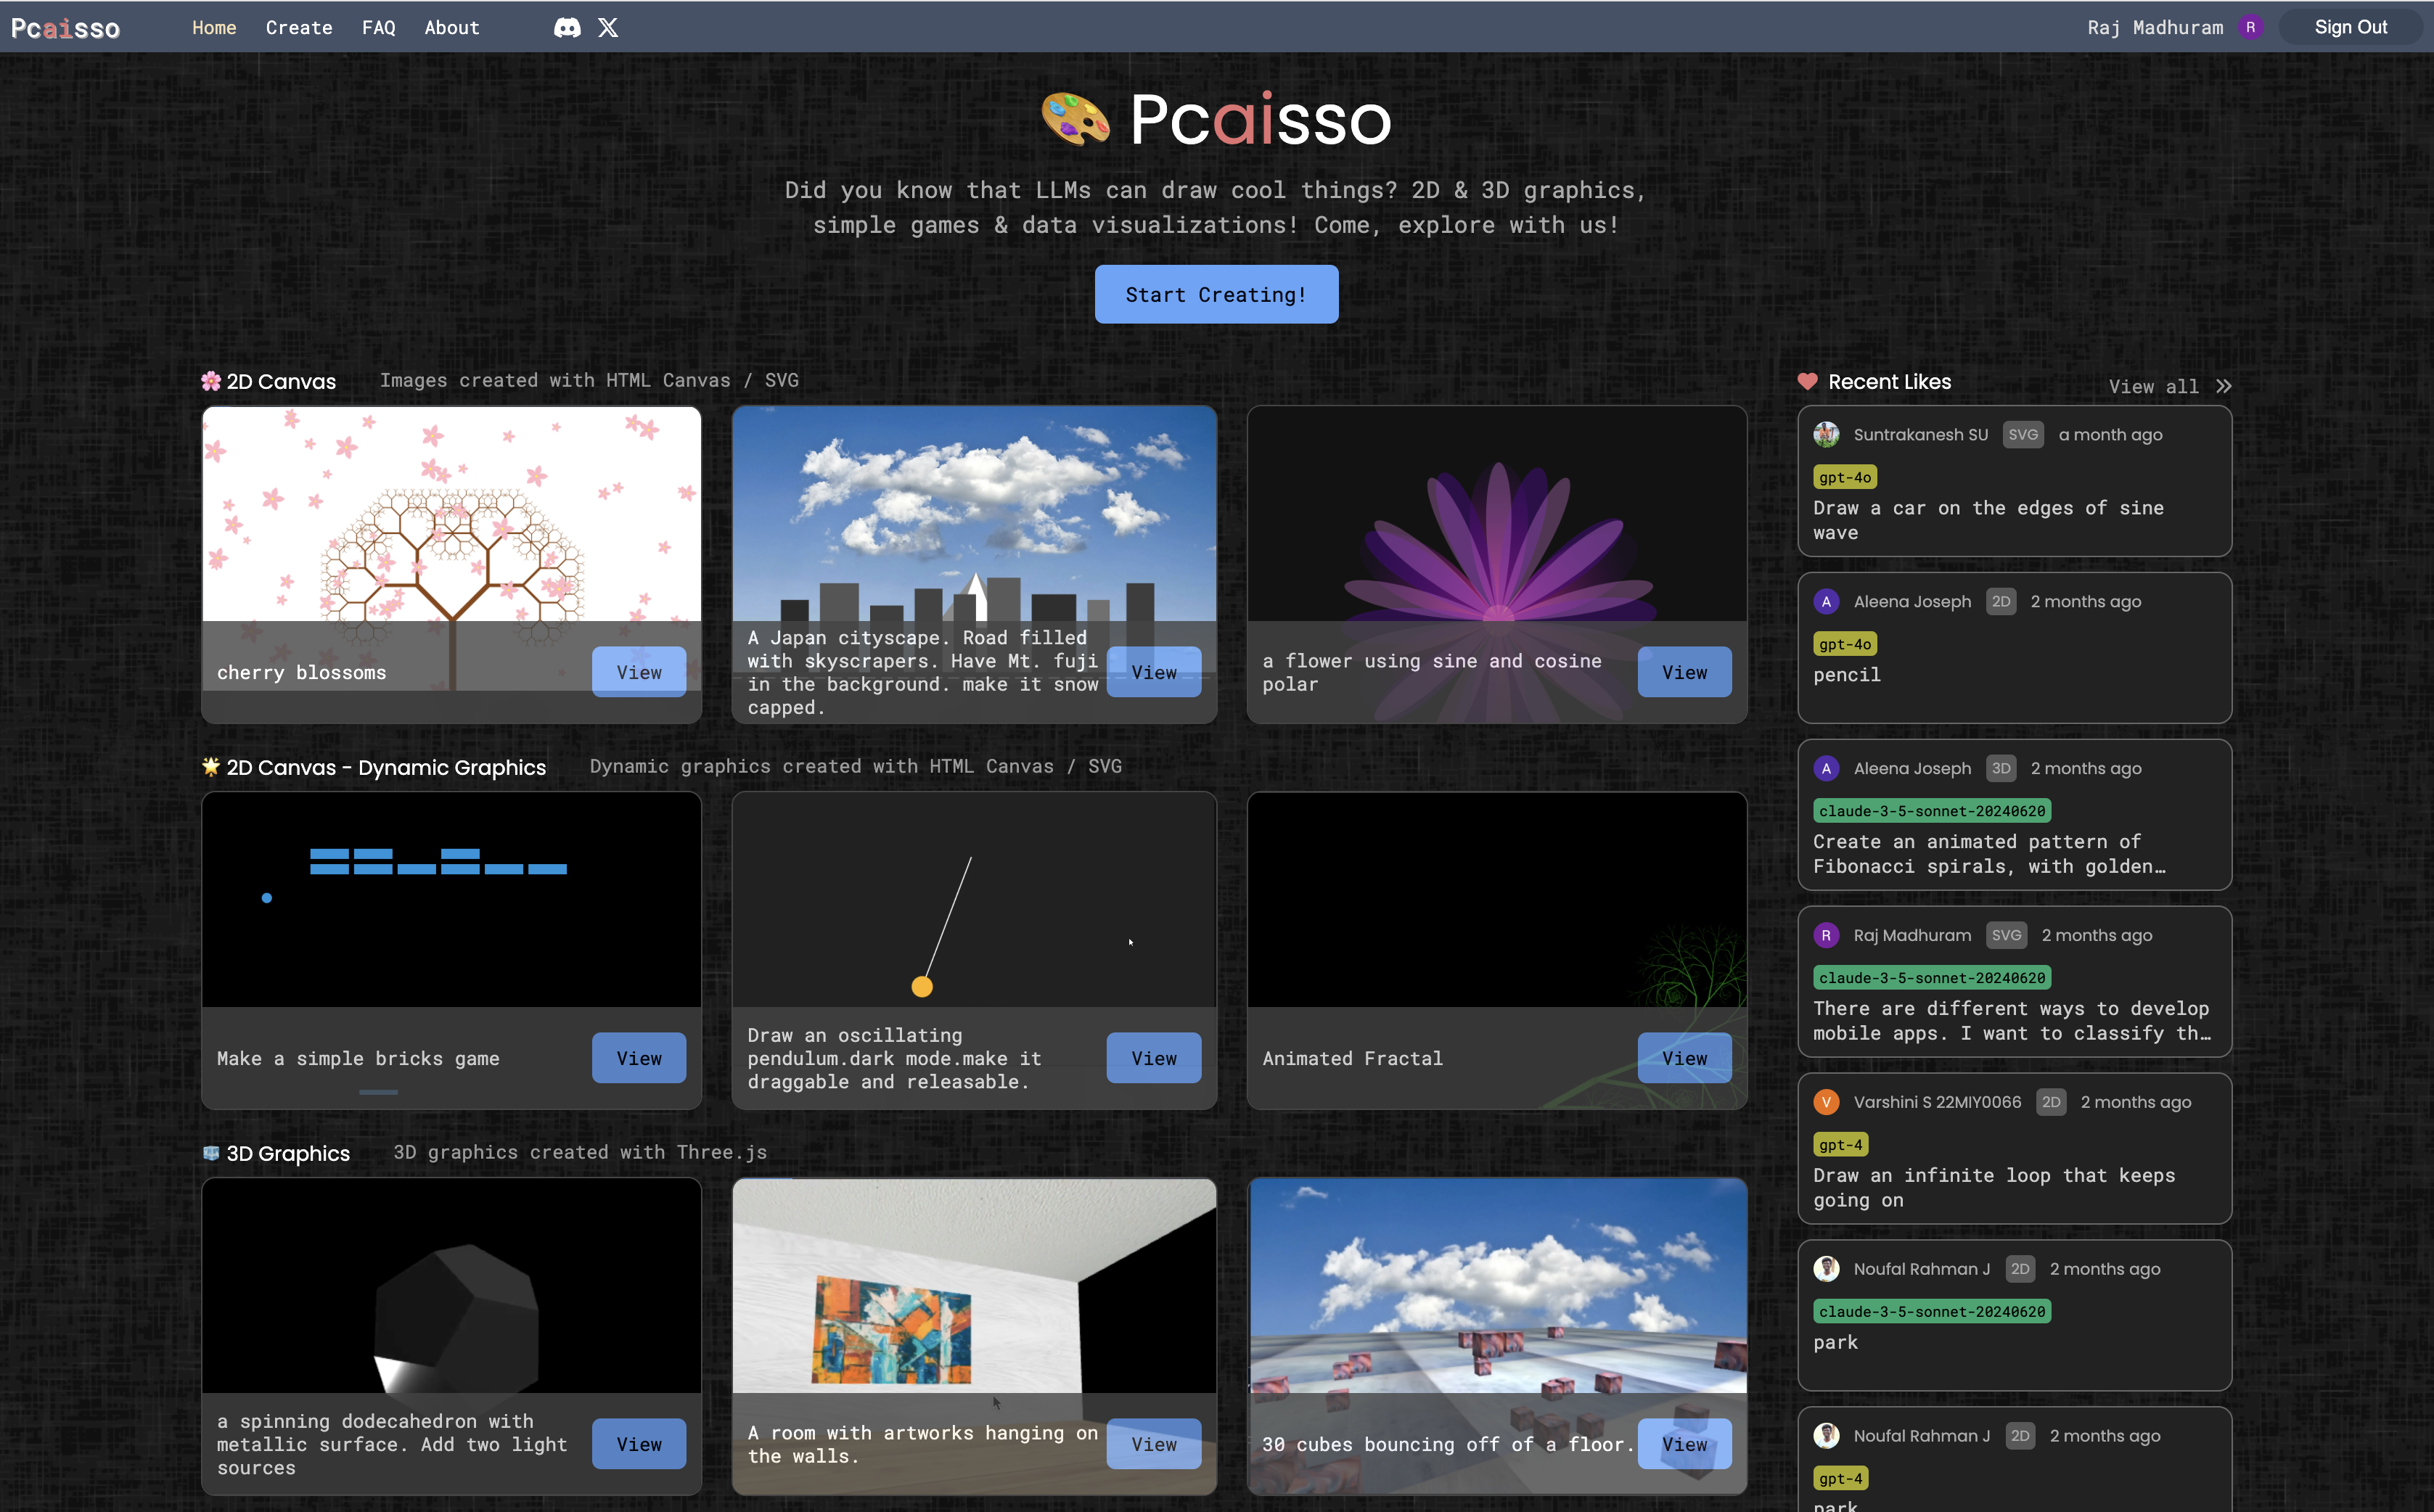 Pcaisso
Home Create FAQ About
Raj Madhuram R Sign Out
Pcaisso
Did you know that LLMs can draw cool things? 2D & 3D graphics,
simple games & data visualizations! Come, explore with us!
Start Creating!
2D Canvas Images created with HTML Canvas / SVG
cherry blossoms
View
A Japan cityscape. Road filled
with skyscrapers. Have Mt. fuji
in the background. make it snow
capped.
View
a flower using sine and cosine
polar
View
2D Canvas - Dynamic Graphics Dynamic graphics created with HTML Canvas / SVG
Make a simple bricks game
View
Draw an oscillating
pendulum.dark mode.make it
draggable and releasable.
View
Animated Fractal
View
3D Graphics 3D graphics created with Three.js
a spinning dodecahedron with
metallic surface. Add two light
sources
View
A room with artworks hanging on
the walls.
View
30 cubes bouncing off of a floor.
View
Recent Likes View all
Suntrakanesh SU SVG a month ago
gpt-4o
Draw a car on the edges of sine
wave
A Aleena Joseph 2D 2 months ago
gpt-4o
pencil
A Aleena Joseph 3D 2 months ago
claude-3-5-sonnet-20240620
Create an animated pattern of
Fibonacci spirals, with golden…
R Raj Madhuram SVG 2 months ago
claude-3-5-sonnet-20240620
There are different ways to develop
mobile apps. I want to classify th…
V Varshini S 22MIY0066 2D 2 months ago
gpt-4
Draw an infinite loop that keeps
going on
Noufal Rahman J 2D 2 months ago
claude-3-5-sonnet-20240620
park
Noufal Rahman J 2D 2 months ago
gpt-4
park